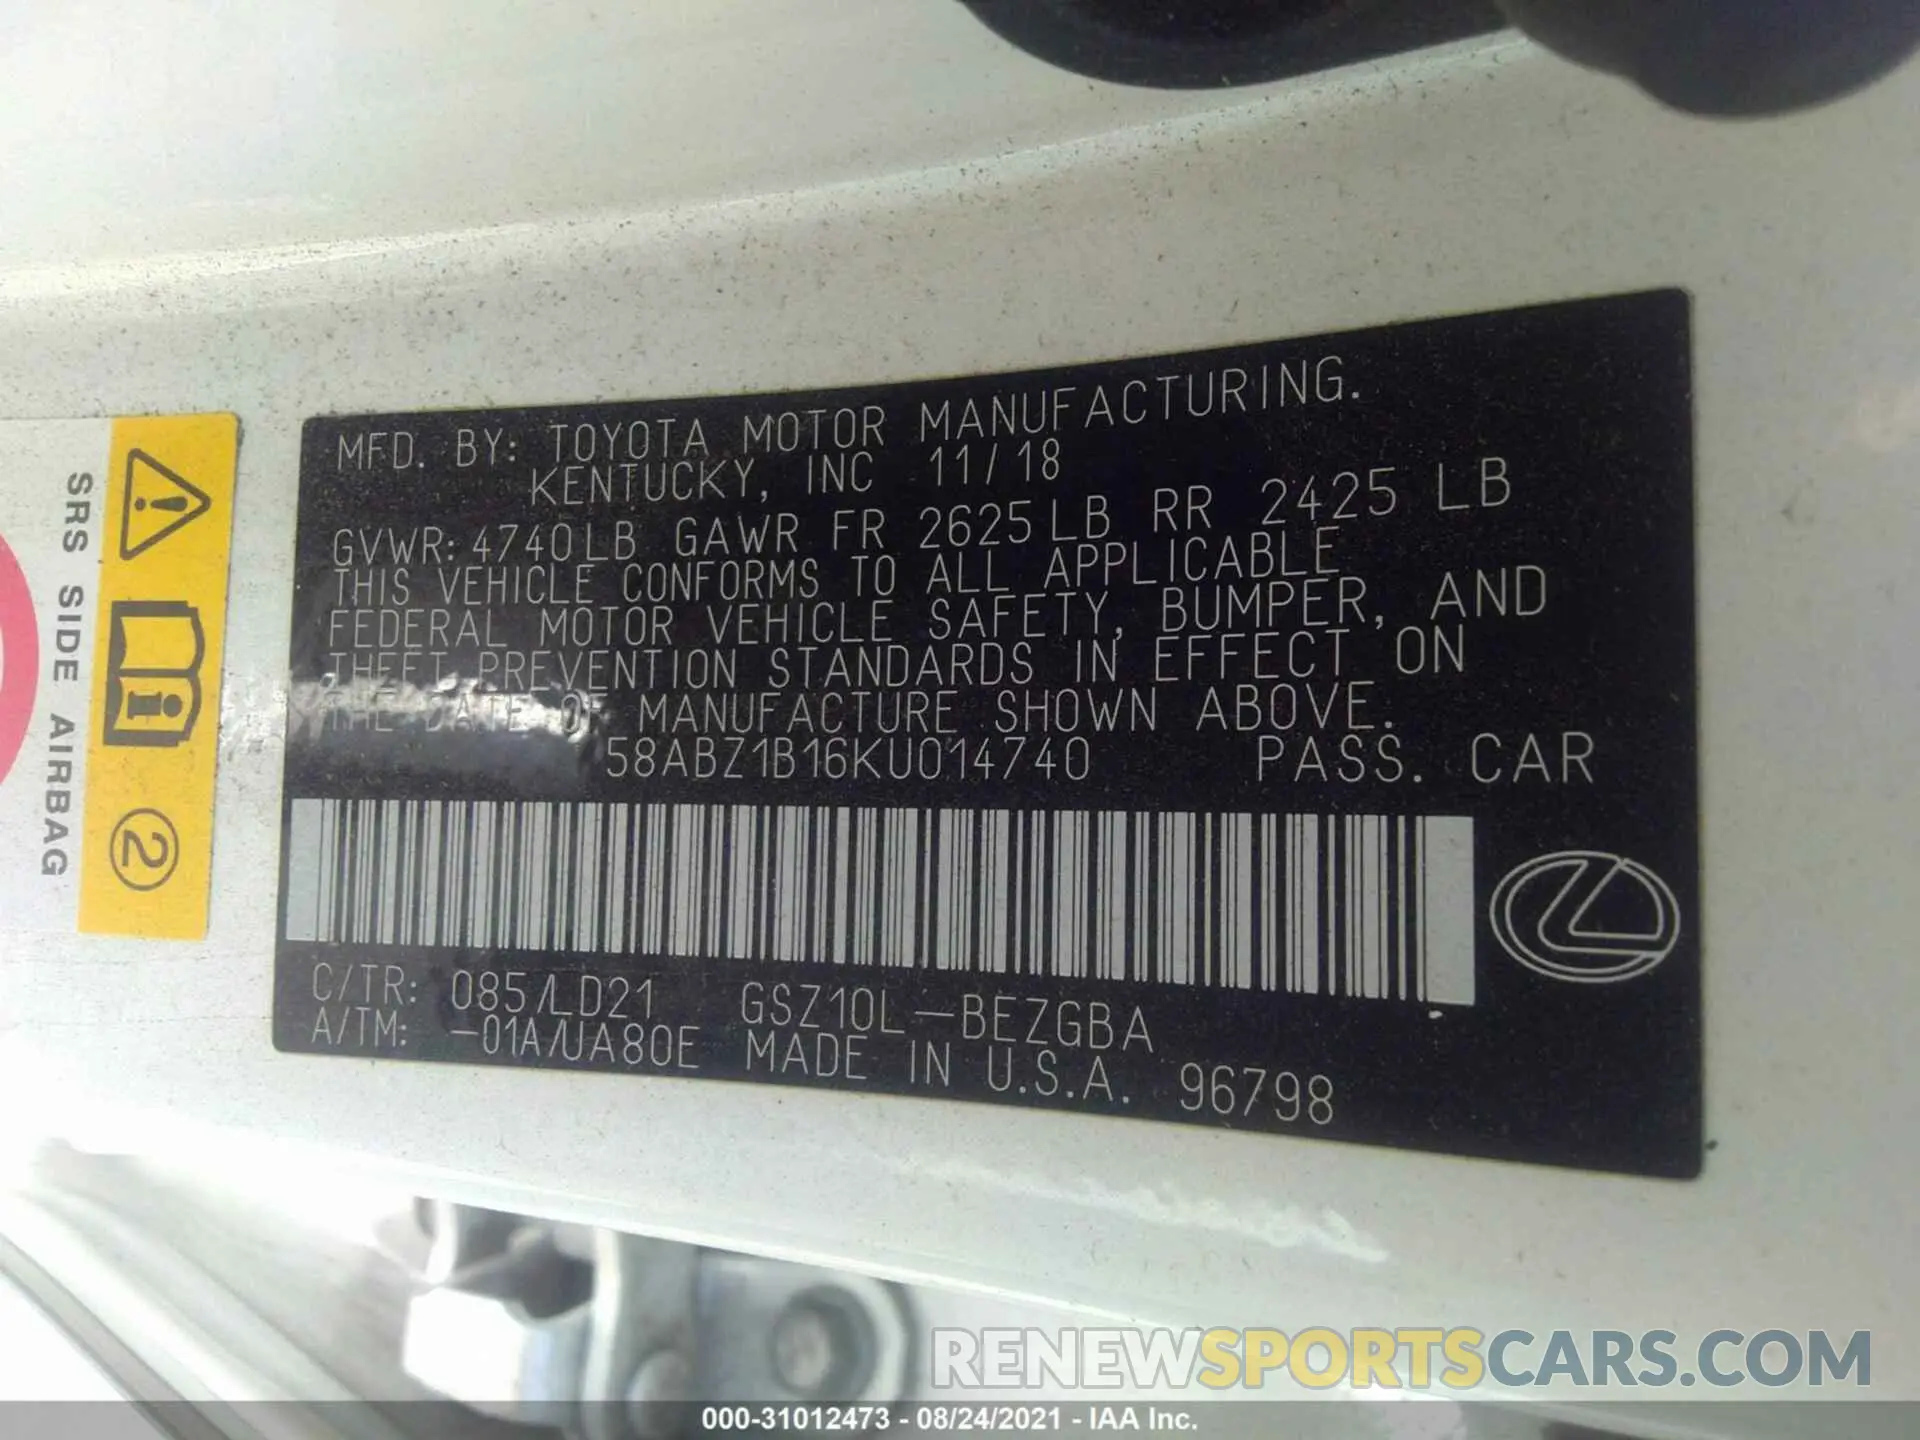 MFD. BY: TOYOTA MOTOR MANUFACTURING.
KENTUCKY, INC 11/18
GVWR: 4740LB GAWR FR 2625LB RR 2425 LB
THIS VEHICLE CONFORMS TO ALL APPLICABLE
FEDERAL MOTOR VEHICLE SAFETY, BUMPER, AND
THEFT PREVENTION STANDARDS IN EFFECT ON
THE DATE OF MANUFACTURE SHOWN ABOVE.
58ABZ1B16KU014740 PASS. CAR
C/TR: 085/LD21 GSZ10L-BEZGBA
A/TM: -01A/UA80E MADE IN U.S.A. 96798
SRS SIDE AIRBAG
2
RENEWSPORTSCARS.COM
000-31012473 - 08/24/2021 - IAA Inc.